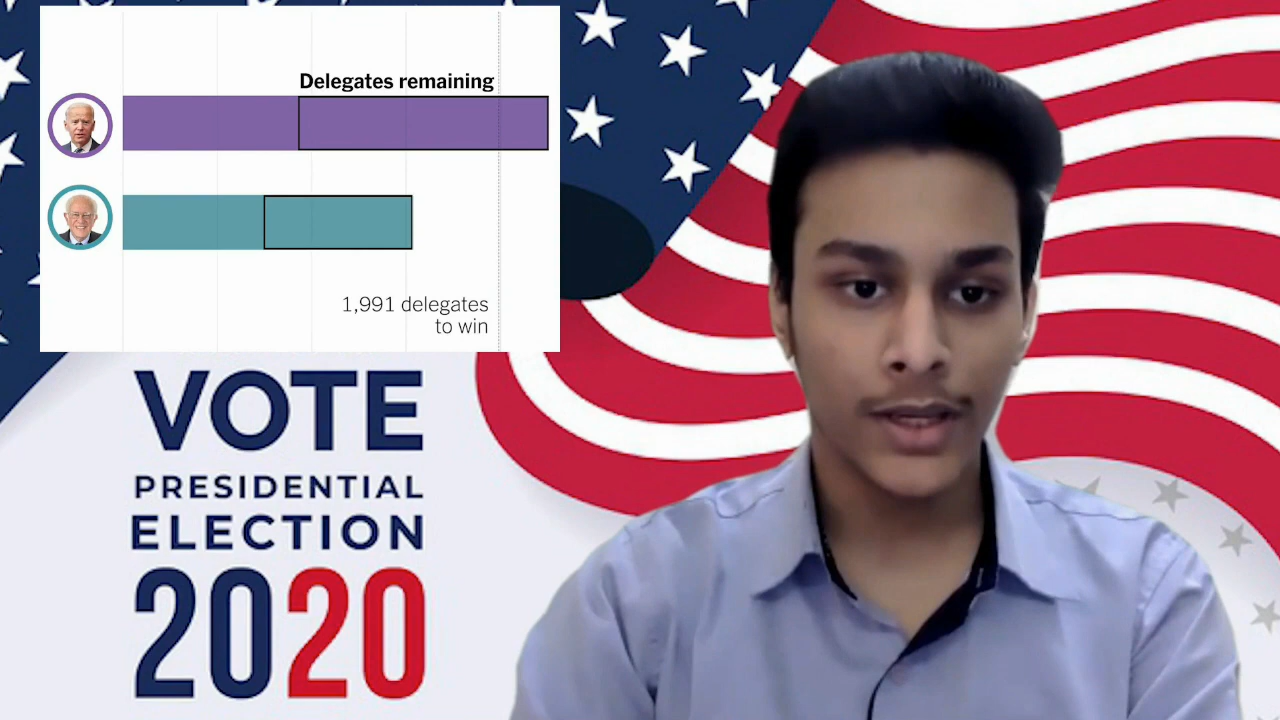 Delegates remaining
1,991 delegates
to win
VOTE
PRESIDENTIAL
ELECTION
2020